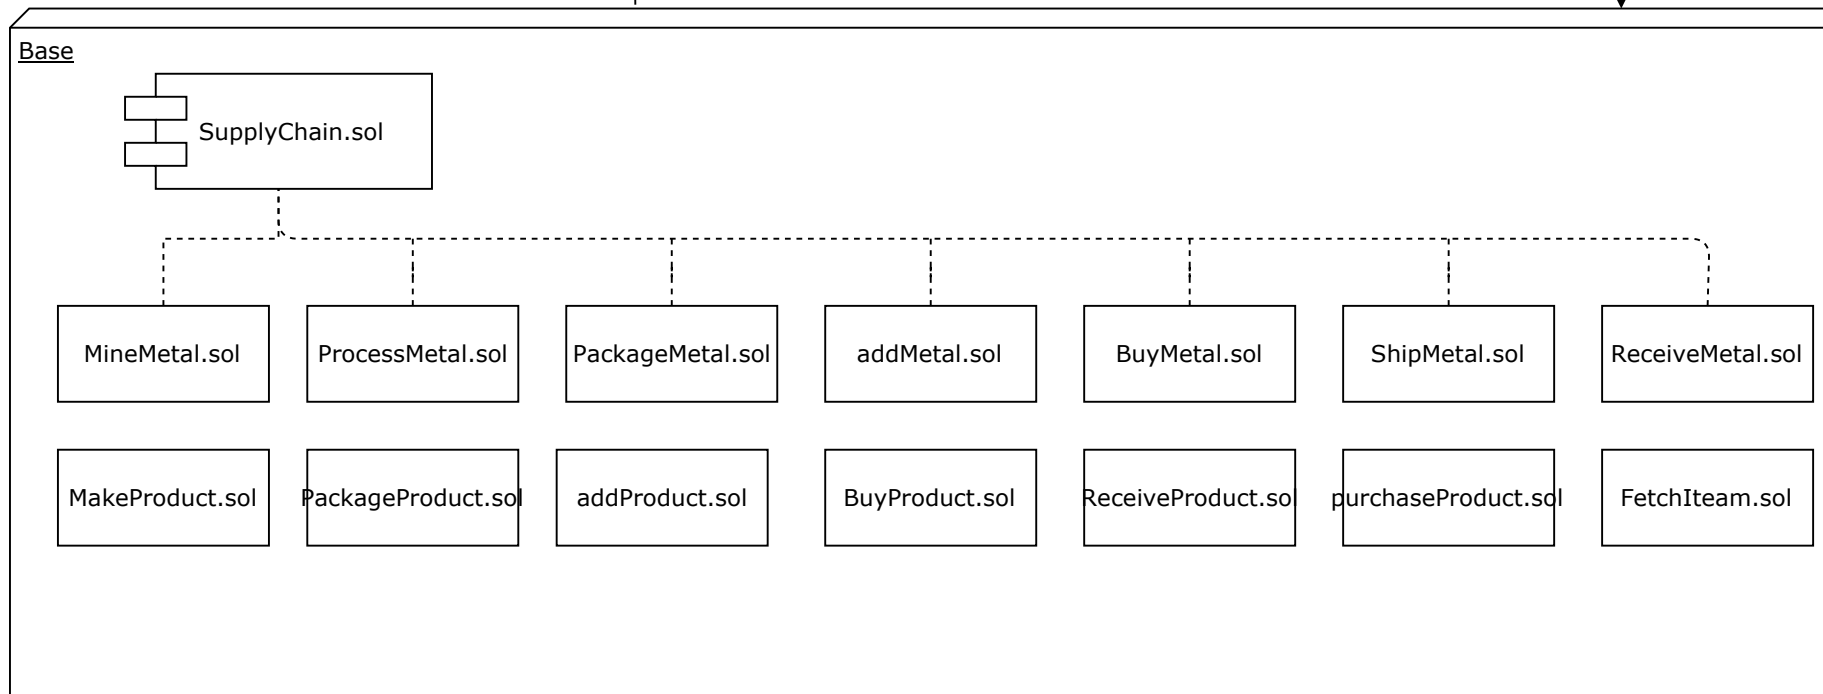 Base
SupplyChain.sol
MineMetal.sol
ProcessMetal.sol
PackageMetal.sol
addMetal.sol
BuyMetal.sol
ShipMetal.sol
ReceiveMetal.sol
MakeProduct.sol
PackageProduct.sol
addProduct.sol
BuyProduct.sol
ReceiveProduct.sol
purchaseProduct.sol
FetchIteam.sol